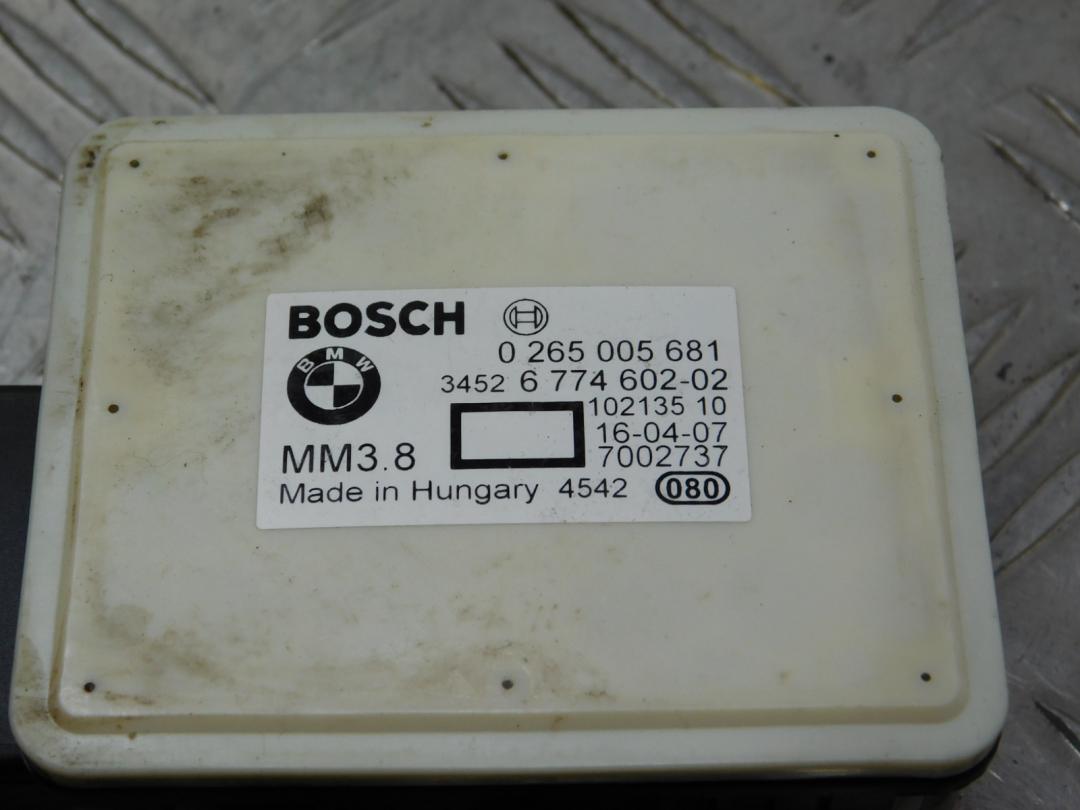 BOSCH
0 265 005 681
BMW
3452 6 774 602-02
102135 10
16-04-07
MM3.8
7002737
Made in Hungary 4542 080